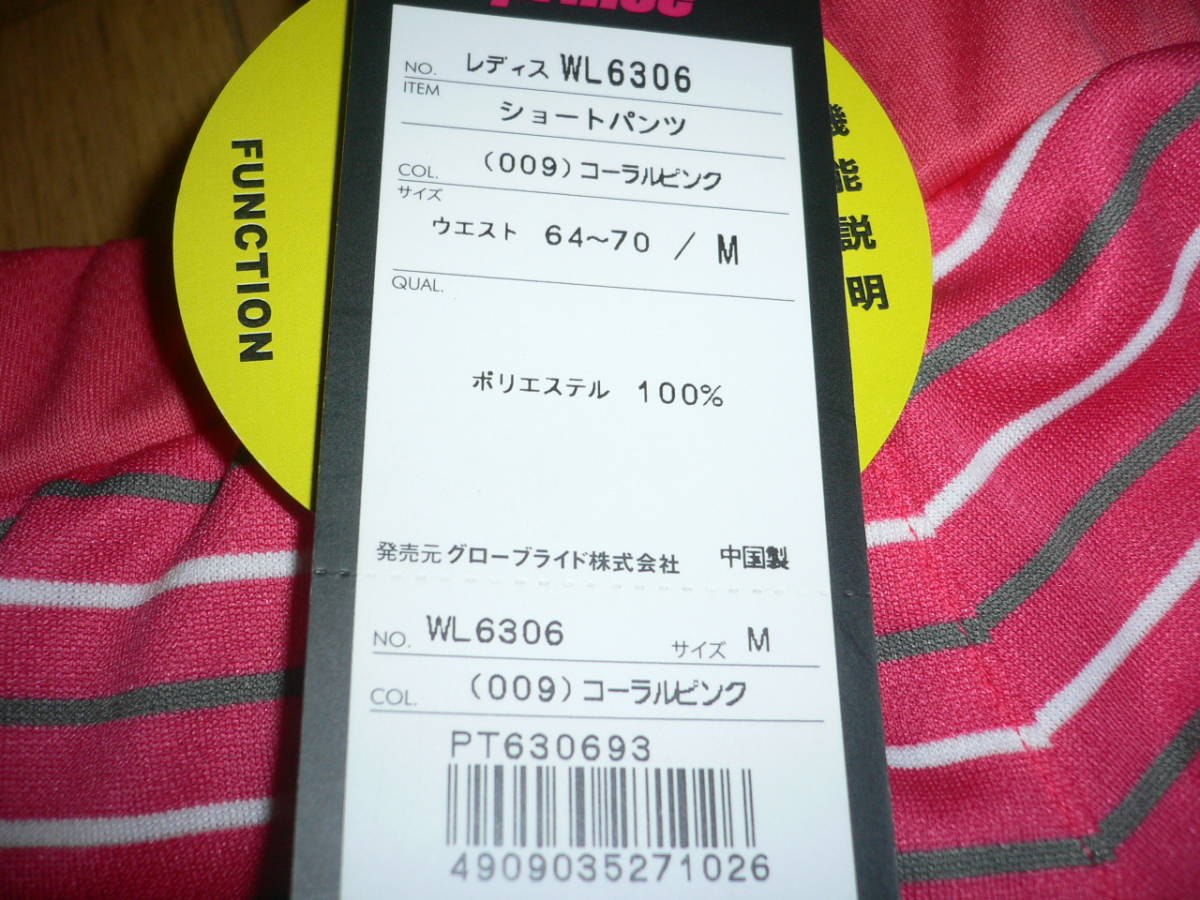 NO. レディス WL6306
ITEM
ショートパンツ
COL. (009) コーラルピンク
サイズ
ウエスト 64~70 / M
QUAL.
ポリエステル 100%
発売元 グローブライド株式会社 中国製
NO. WL6306 サイズ M
COL. (009) コーラルピンク
PT630693
4909035271026
FUNCTION
機能説明